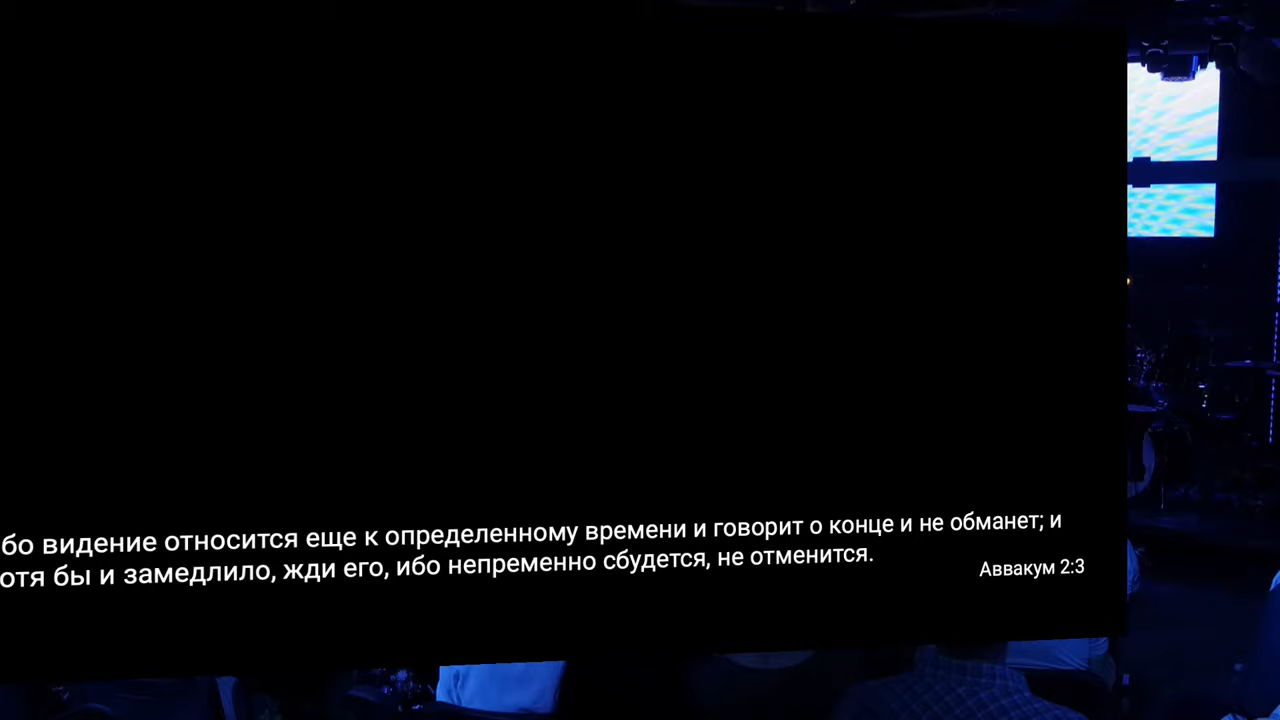 бо видение относится еще к определенному времени и говорит о конце и не обманет; и
отя бы и замедлило, жди его, ибо непременно сбудется, не отменится.
Аввакум 2:3